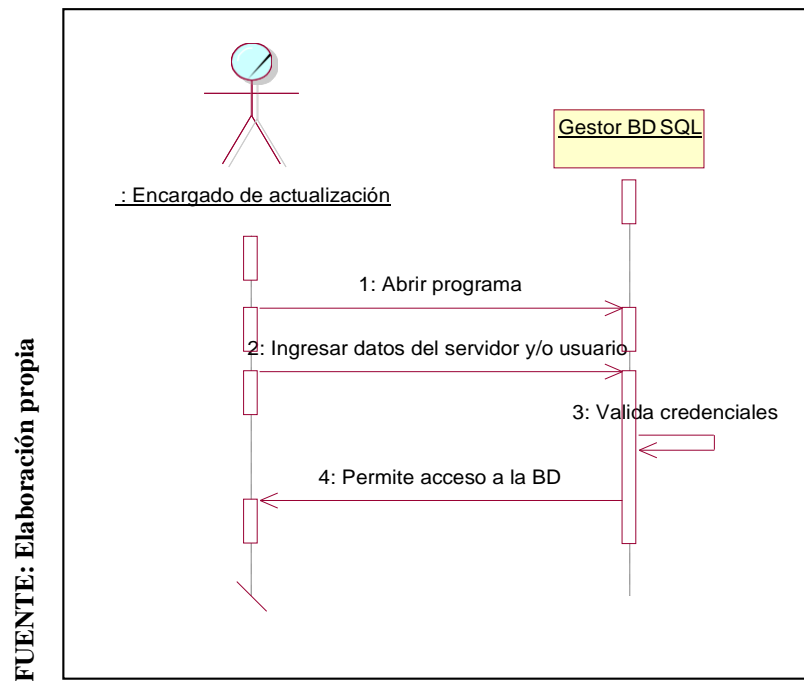 Gestor BD SQL
: Encargado de actualización
1: Abrir programa
2: Ingresar datos del servidor y/o usuario
3: Valida credenciales
4: Permite acceso a la BD
FUENTE: Elaboración propia